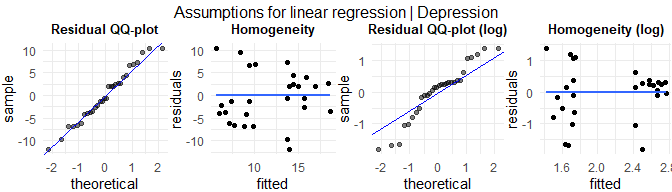 Assumptions for linear regression | Depression
Residual QQ-plot
Homogeneity
Residual QQ-plot (log)
Homogeneity (log)
sample
10
5
0
-5
-10
-2
-1
0
1
2
theoretical
residuals
10
5
0
-5
-10
10
15
fitted
sample
1
0
-1
-2
-1
0
1
2
theoretical
residuals
1
0
-1
1.6
2.0
2.4
2.8
fitted